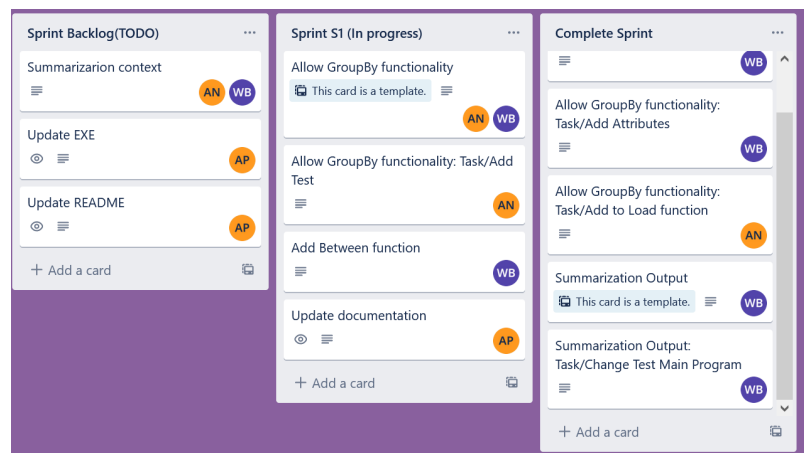 Sprint Backlog(TODO)
Summarizarion context
AN WB
Update EXE
AP
Update README
AP
+ Add a card
Sprint S1 (In progress)
Allow GroupBy functionality
This card is a template.
AN WB
Allow GroupBy functionality: Task/Add
Test
AN
Add Between function
WB
Update documentation
AP
+ Add a card
Complete Sprint
WB
Allow GroupBy functionality:
Task/Add Attributes
WB
Allow GroupBy functionality:
Task/Add to Load function
AN
Summarization Output
This card is a template.
WB
Summarization Output:
Task/Change Test Main Program
WB
+ Add a card